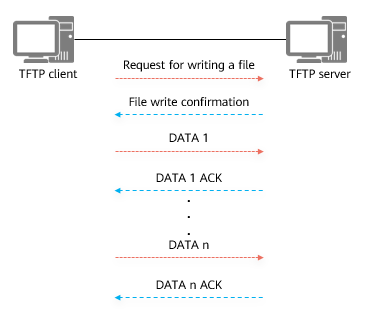 Request for writing a file
TFTP client
TFTP server
File write confirmation
DATA 1
DATA 1 ACK
DATA n
DATA n ACK